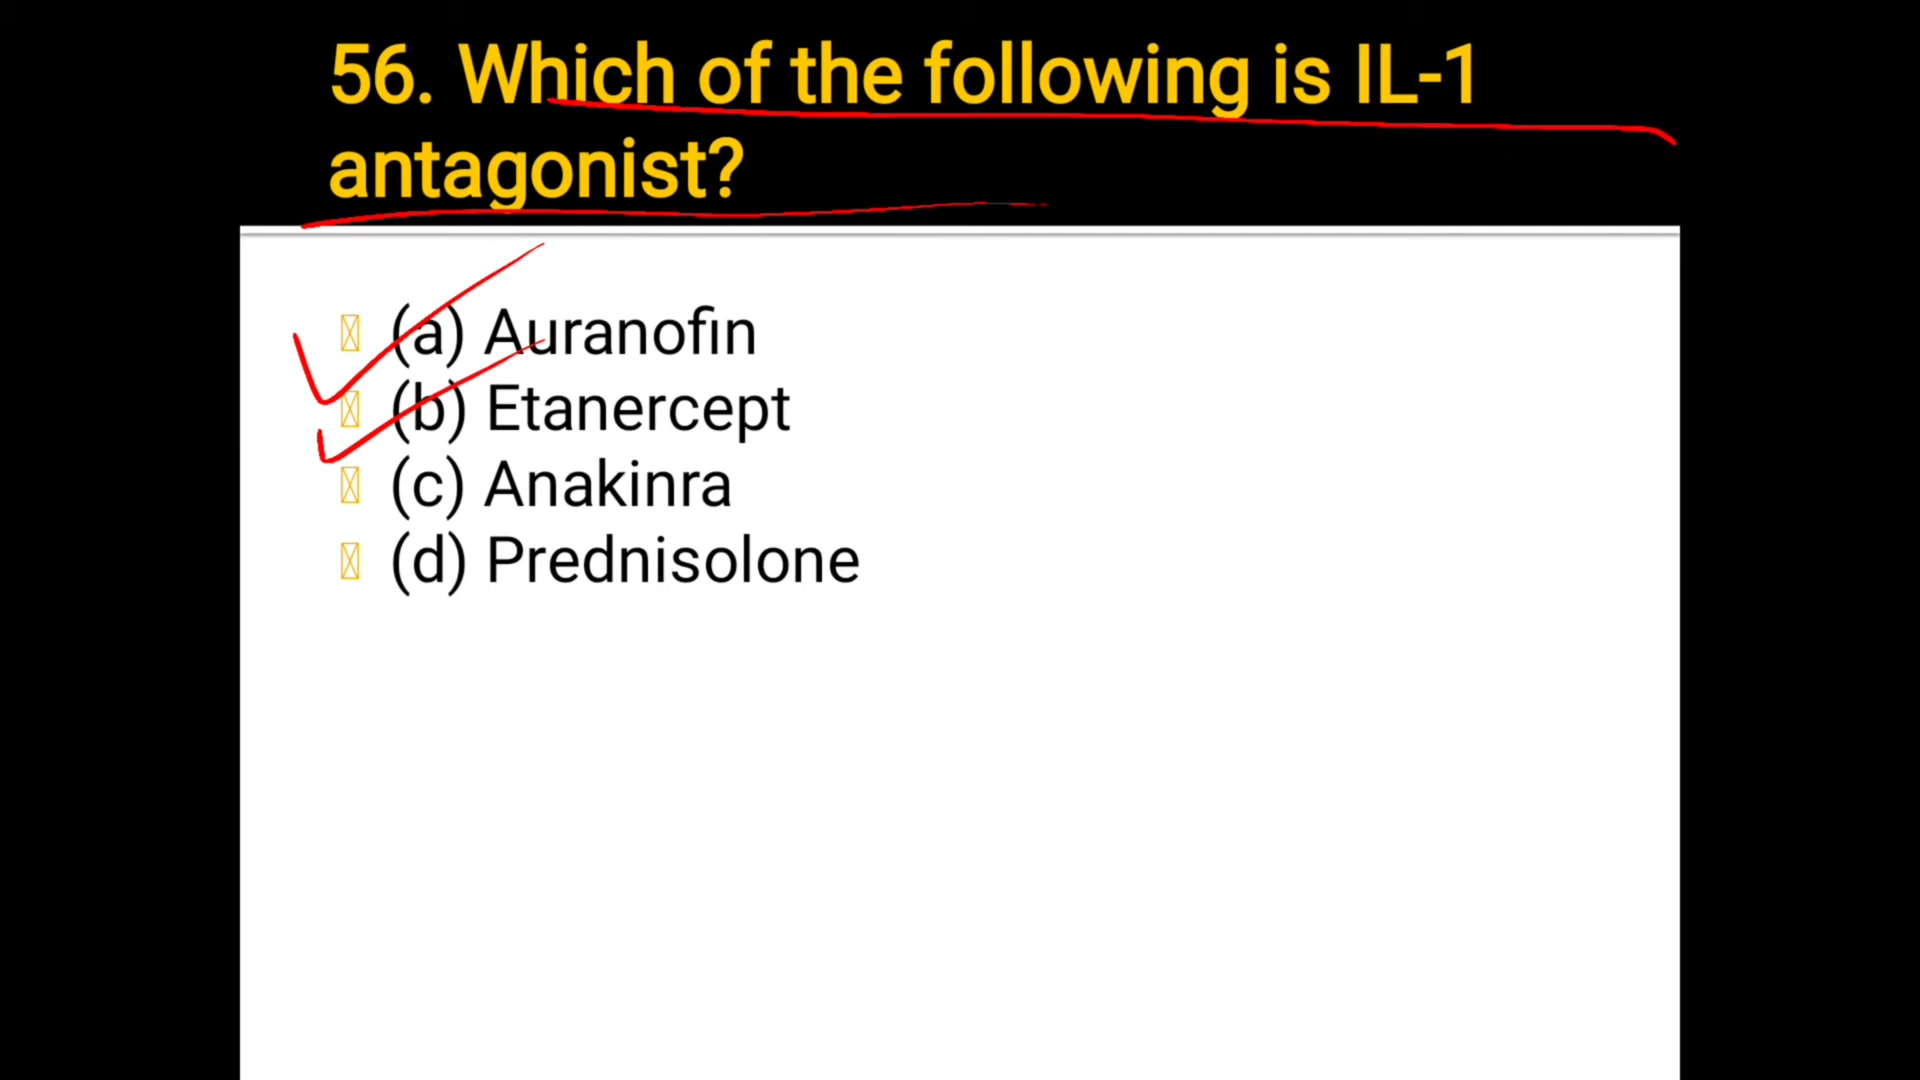 56. Which of the following is IL-1
antagonist?
(a) Auranofin
(b) Etanercept
(c) Anakinra
(d) Prednisolone